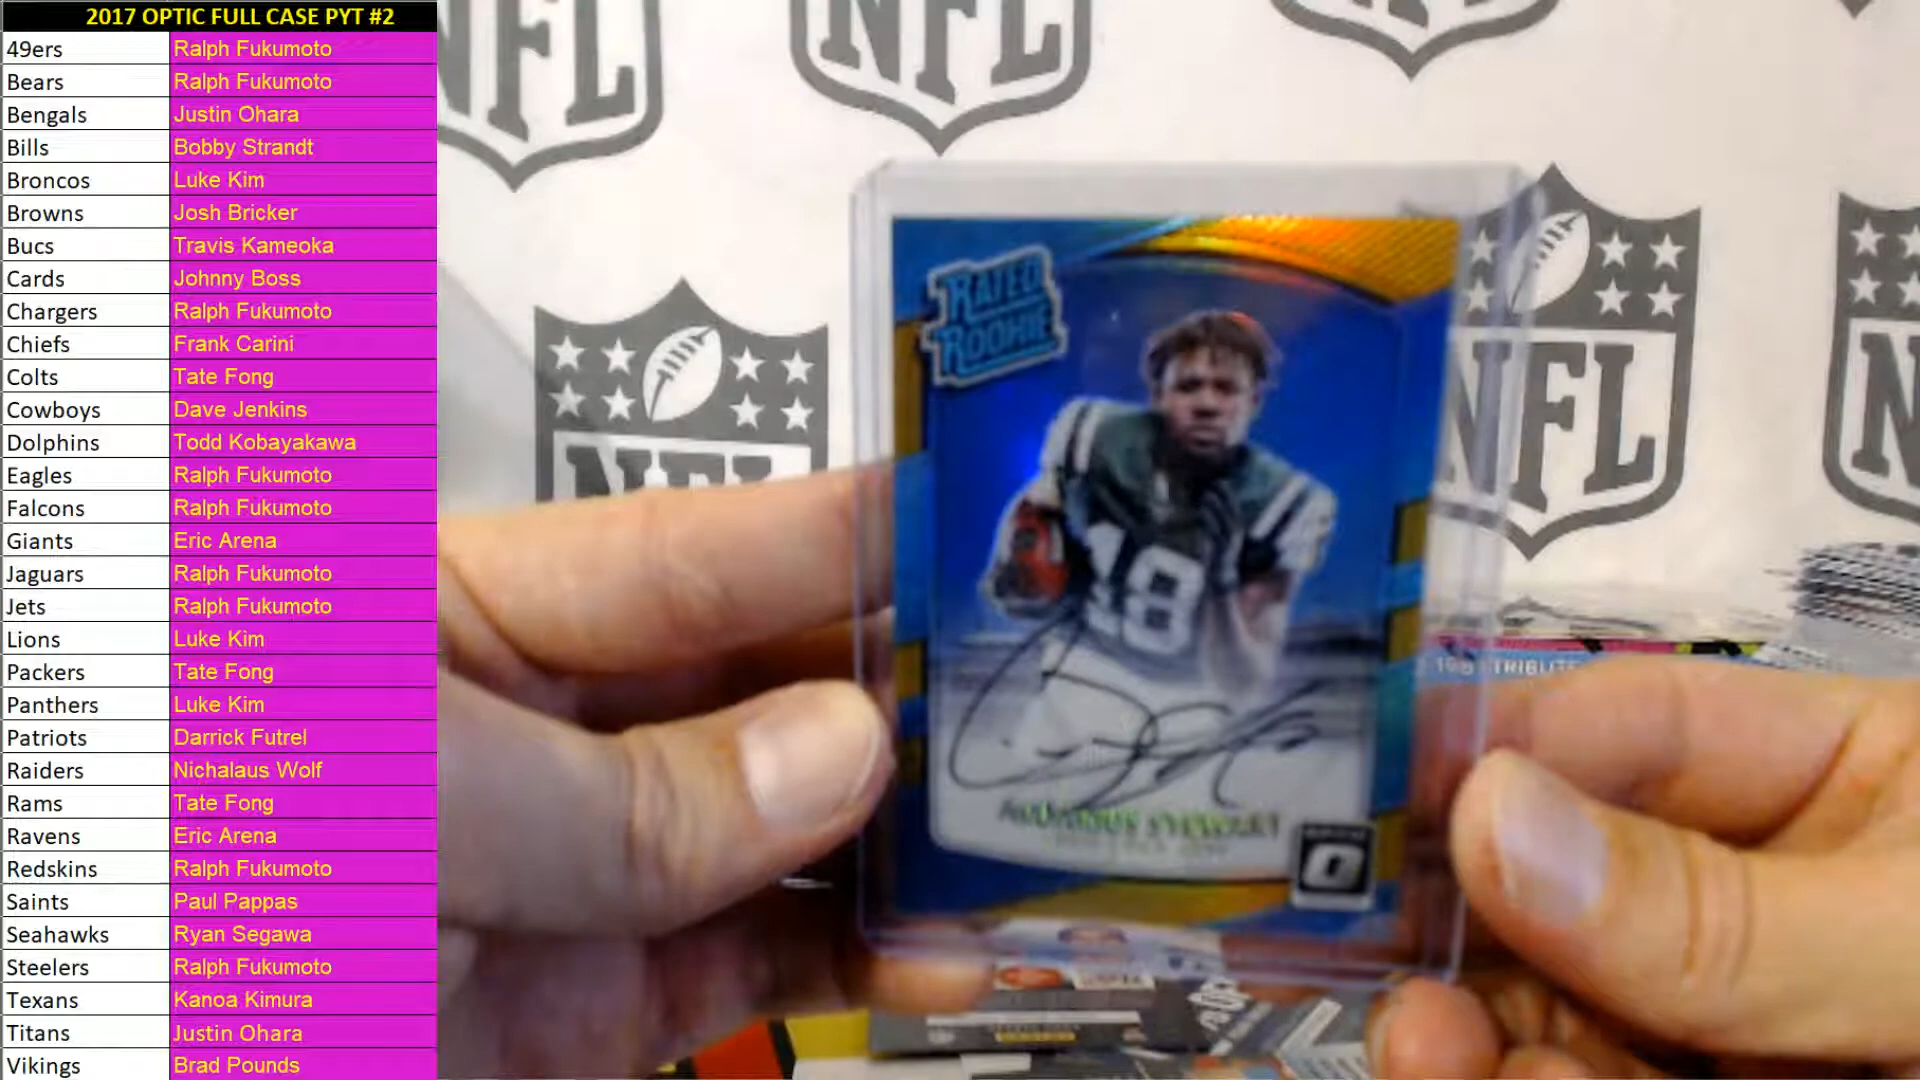 2017 OPTIC FULL CASE PYT #2
49ers Ralph Fukumoto
Bears Ralph Fukumoto
Bengals Justin Ohara
Bills Bobby Strandt
Broncos Luke Kim
Browns Josh Bricker
Bucs Travis Kameoka
Cards Johnny Boss
Chargers Ralph Fukumoto
Chiefs Frank Carini
Colts Tate Fong
Cowboys Dave Jenkins
Dolphins Todd Kobayakawa
Eagles Ralph Fukumoto
Falcons Ralph Fukumoto
Giants Eric Arena
Jaguars Ralph Fukumoto
Jets Ralph Fukumoto
Lions Luke Kim
Packers Tate Fong
Panthers Luke Kim
Patriots Darrick Futrel
Raiders Nichalaus Wolf
Rams Tate Fong
Ravens Eric Arena
Redskins Ralph Fukumoto
Saints Paul Pappas
Seahawks Ryan Segawa
Steelers Ralph Fukumoto
Texans Kanoa Kimura
Titans Justin Ohara
Vikings Brad Pounds
NFL
NFL
NFL
NFL
RATED
ROOKIE
18
TRIBUTE